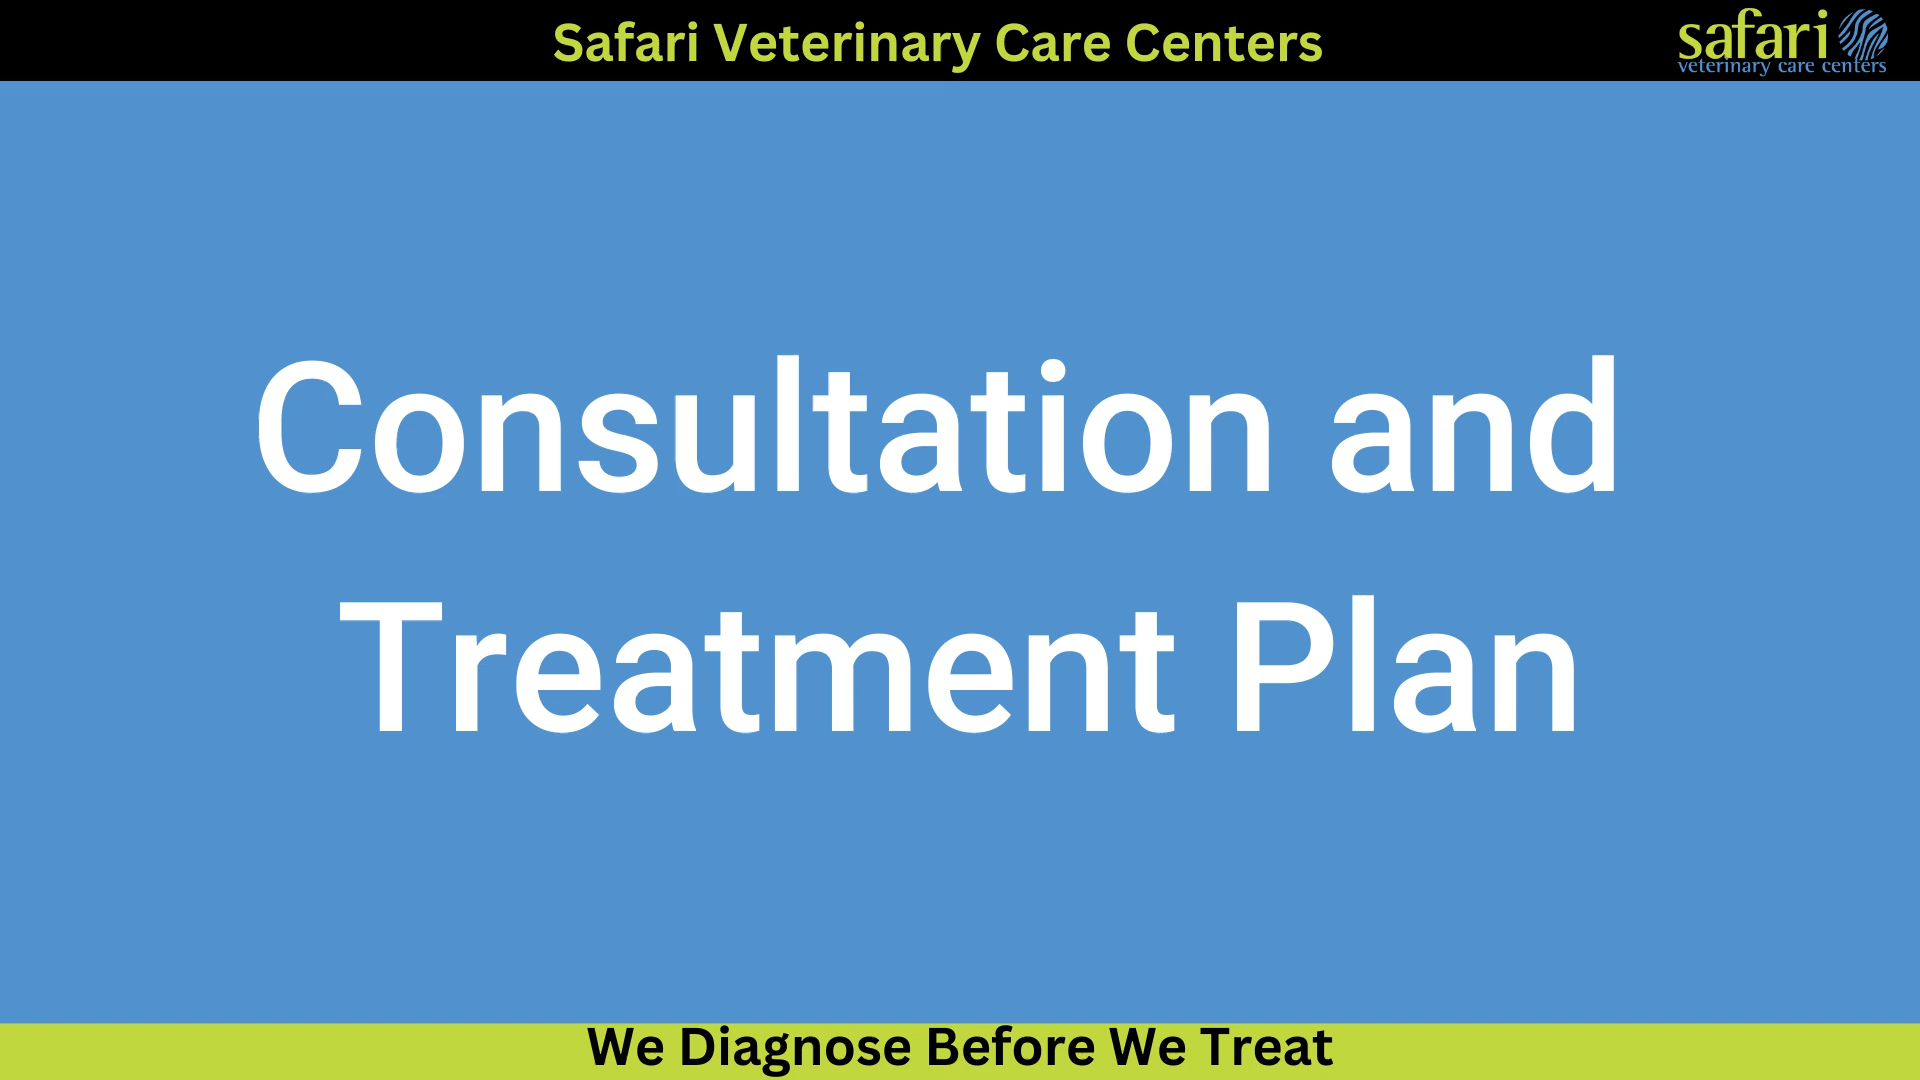 Safari Veterinary Care Centers
safari
veterinary care centers
Consultation and
Treatment Plan
We Diagnose Before We Treat